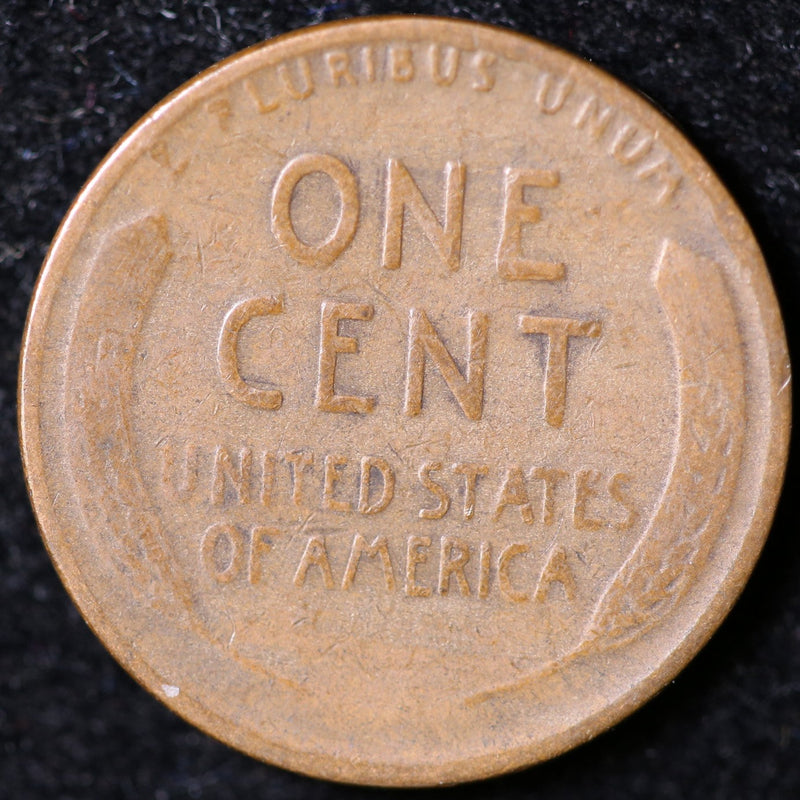 E PLURIBUS UNUM
ONE
CENT
UNITED STATES
OF AMERICA